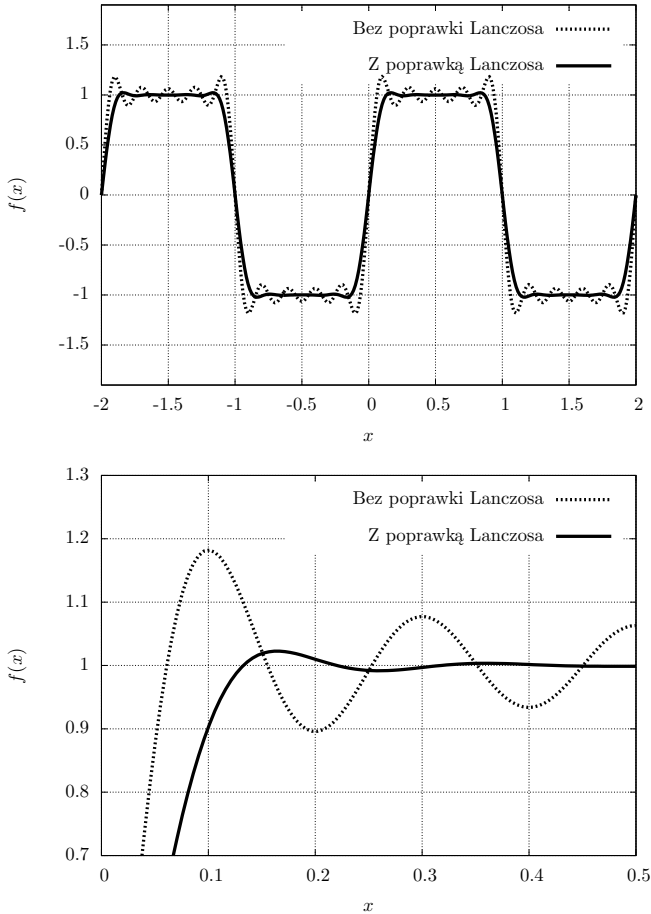 Bez poprawki Lanczosa
Z poprawką Lanczosa
1.5
1
0.5
0
-0.5
-1
-1.5
f(x)
-2 -1.5 -1 -0.5 0 0.5 1 1.5 2
x
1.3
Bez poprawki Lanczosa
Z poprawką Lanczosa
1.2
1.1
1
0.9
0.8
0.7
f(x)
0 0.1 0.2 0.3 0.4 0.5
x